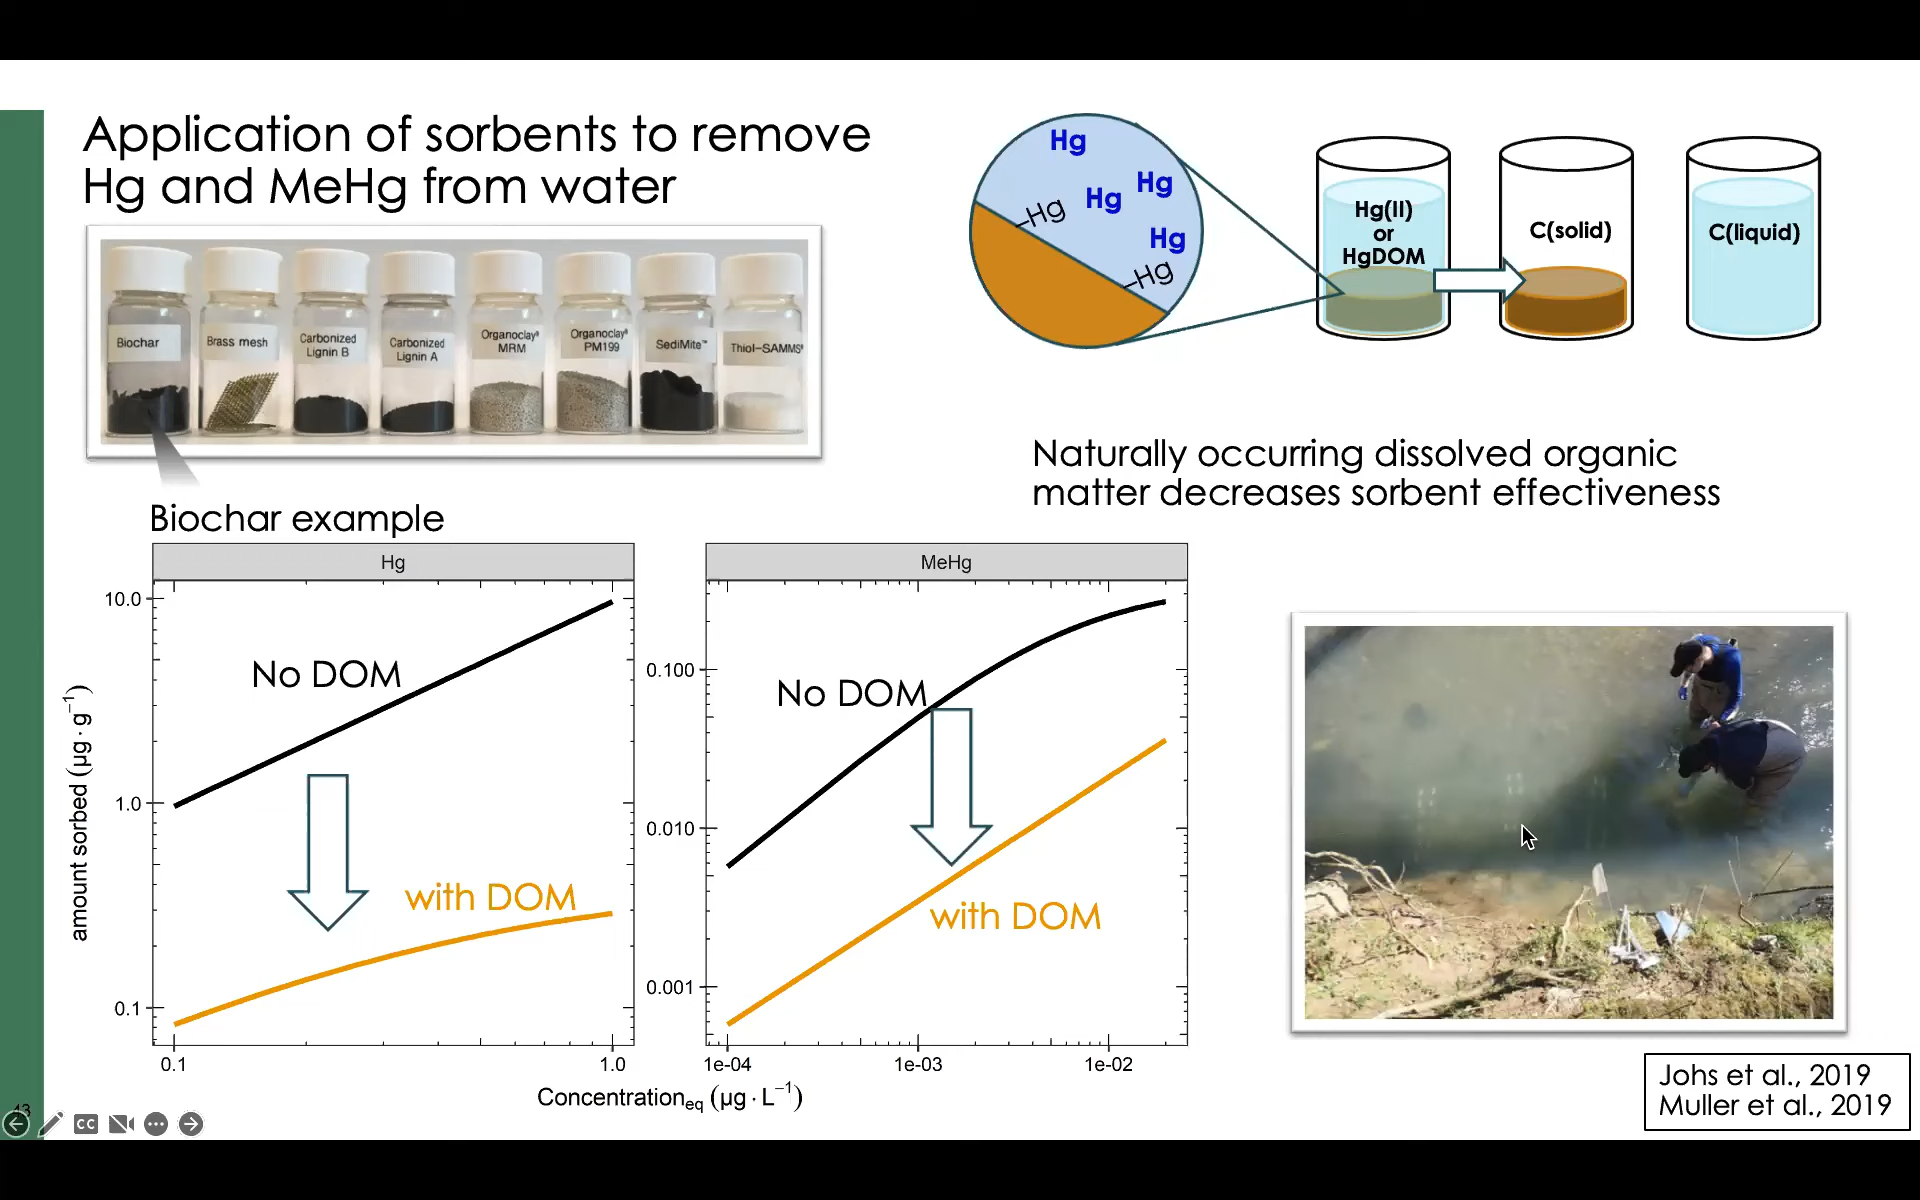 Application of sorbents to remove
Hg and MeHg from water
Biochar
Brass mesh
Carbonized
Lignin B
Carbonized
Lignin A
Organoclay®
MRM
Organoclay®
PM199
SediMite™
Thiol-SAMMS®
Hg
Hg
Hg
–Hg
Hg
–Hg
Hg(II)
or
HgDOM
C(solid)
C(liquid)
Naturally occurring dissolved organic
matter decreases sorbent effectiveness
Biochar example
Hg
MeHg
amount sorbed (µg · g⁻¹)
10.0
1.0
0.1
No DOM
with DOM
0.1
1.0
0.100
0.010
0.001
No DOM
with DOM
1e-04
1e-03
1e-02
Concentration_eq (µg · L⁻¹)
Johs et al., 2019
Muller et al., 2019
43
CC